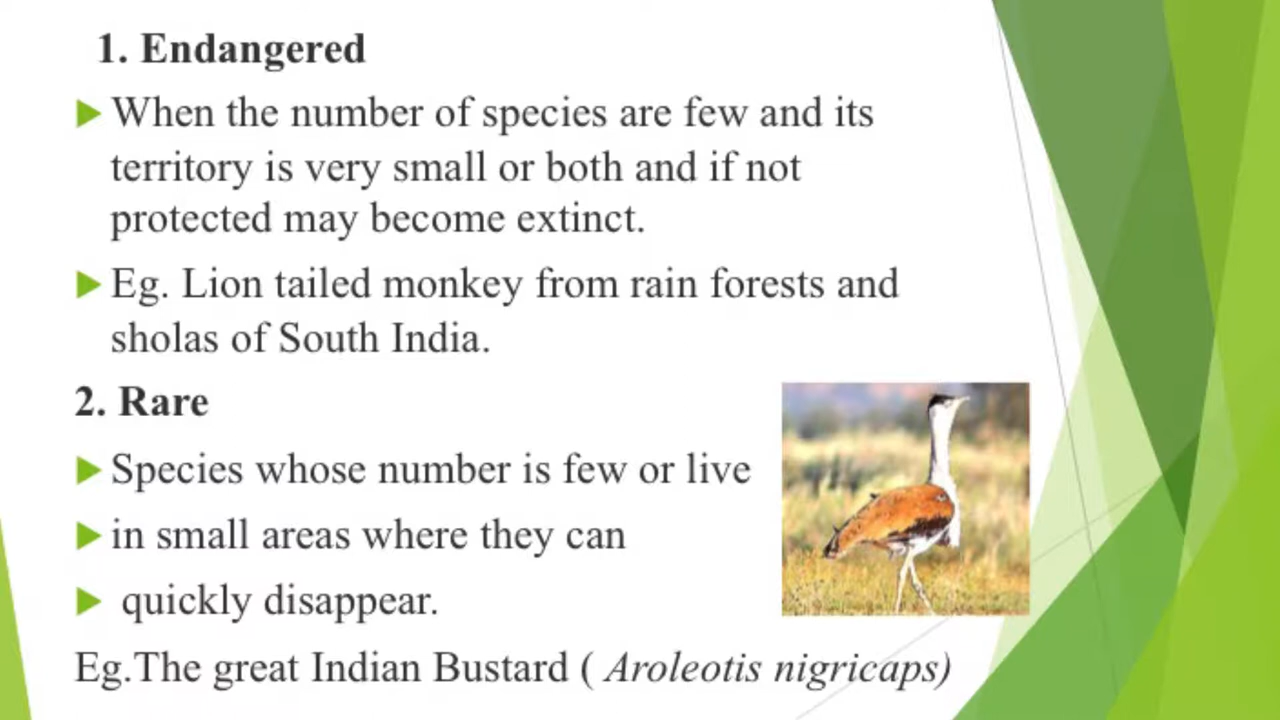 1. Endangered
When the number of species are few and its
territory is very small or both and if not
protected may become extinct.
Eg. Lion tailed monkey from rain forests and
sholas of South India.
2. Rare
Species whose number is few or live
in small areas where they can
quickly disappear.
Eg.The great Indian Bustard ( Aroleotis nigricaps)